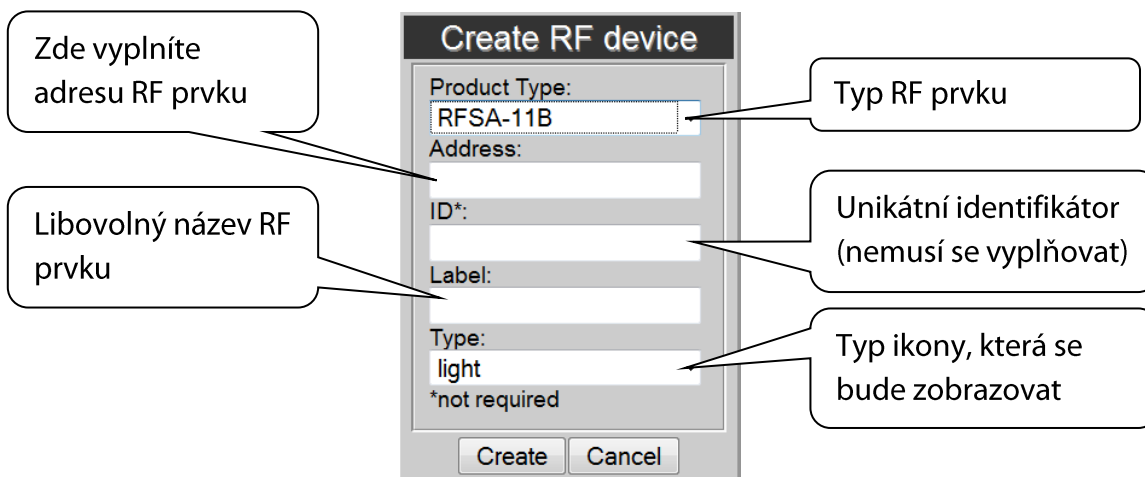 Zde vyplníte
adresu RF prvku
Libovolný název RF
prvku
Create RF device
Product Type:
RFSA-11B
Address:
ID*:
Label:
Type:
light
*not required
Create
Cancel
Typ RF prvku
Unikátní identifikátor
(nemusí se vyplňovat)
Typ ikony, která se
bude zobrazovat